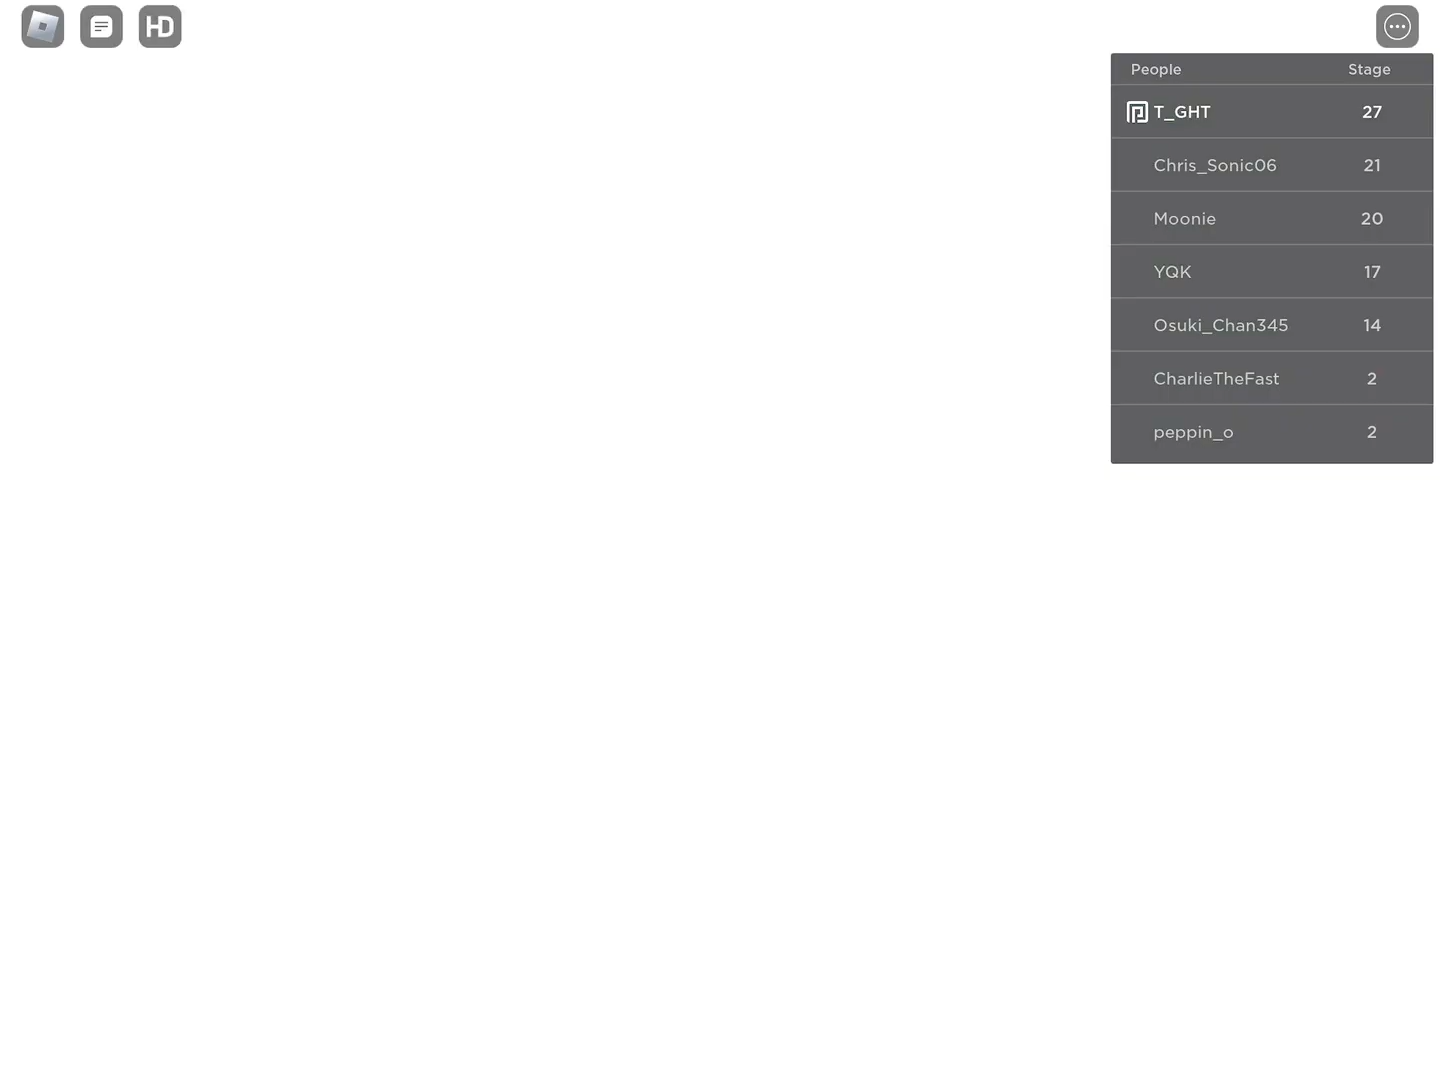 HD
People Stage
T_GHT 27
Chris_Sonic06 21
Moonie 20
YQK 17
Osuki_Chan345 14
CharlieTheFast 2
peppin_o 2